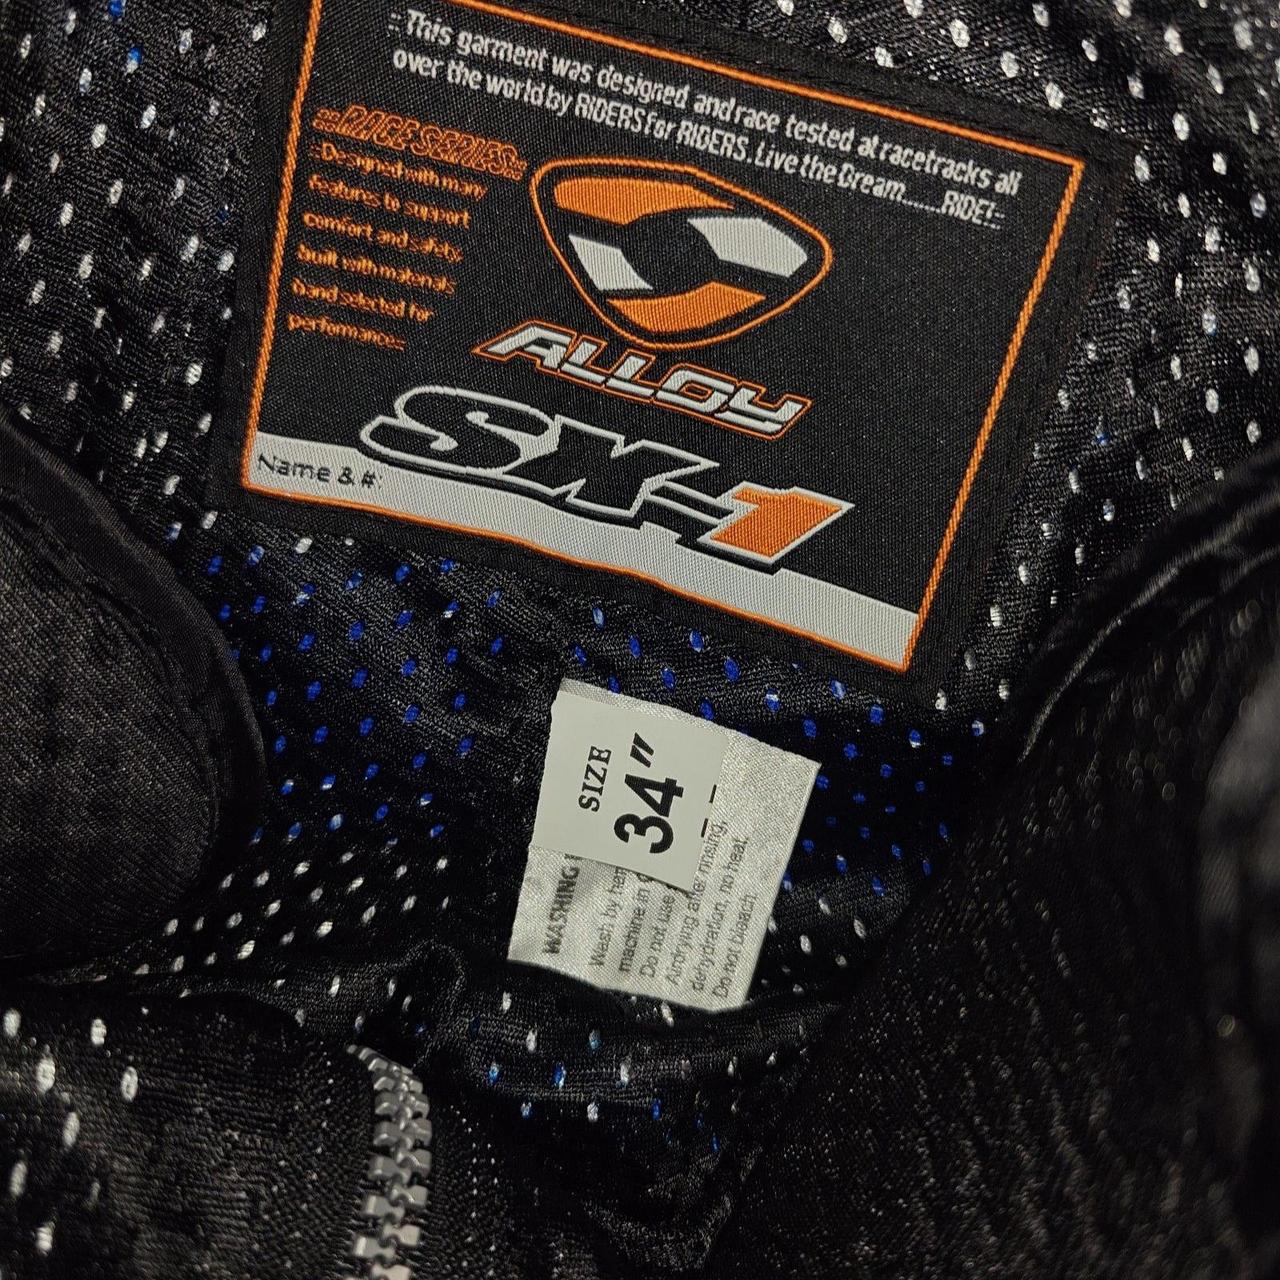 :: This garment was designed and race tested at racetracks all
over the world by RIDERS for RIDERS. Live the Dream.......RIDE!::
::RACE SERIES::
::Designed with many
features to support
comfort and safety
built with materials
hand selected for
performance::
ALLOY
SX-1
Name & #:
SIZE
34"
WASHING
Wash by
machine in
Do not use
Airdrying after rinsing,
dehydration, no heat.
Do not bleach.